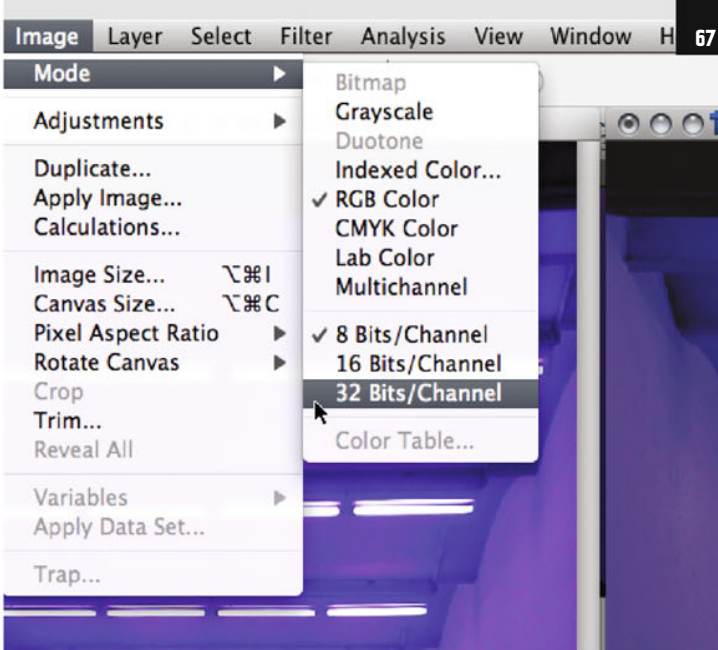 Image Layer Select Filter Analysis View Window H 67
Mode
Adjustments
Duplicate...
Apply Image...
Calculations...
Image Size... ⌥⌘I
Canvas Size... ⌥⌘C
Pixel Aspect Ratio
Rotate Canvas
Crop
Trim...
Reveal All
Variables
Apply Data Set...
Trap...
Bitmap
Grayscale
Duotone
Indexed Color...
✓ RGB Color
CMYK Color
Lab Color
Multichannel
✓ 8 Bits/Channel
16 Bits/Channel
32 Bits/Channel
Color Table...